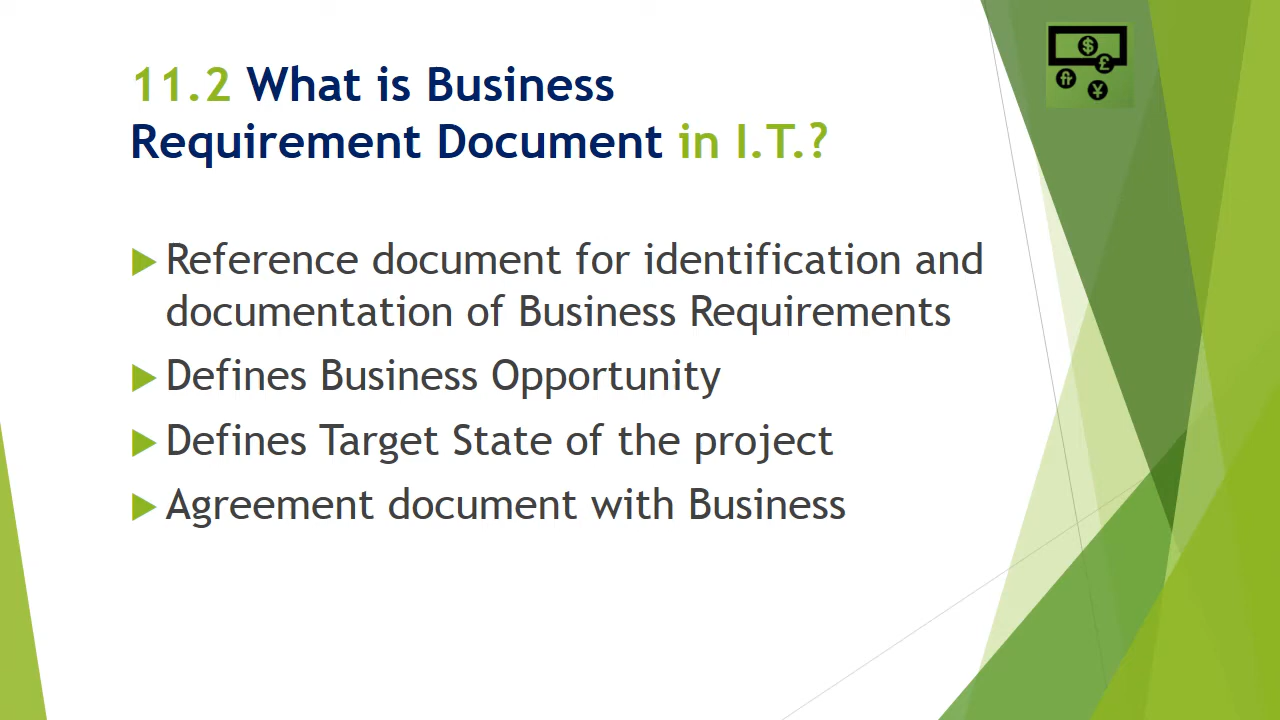 11.2 What is Business
Requirement Document in I.T.?
Reference document for identification and
documentation of Business Requirements
Defines Business Opportunity
Defines Target State of the project
Agreement document with Business
$
£
¥